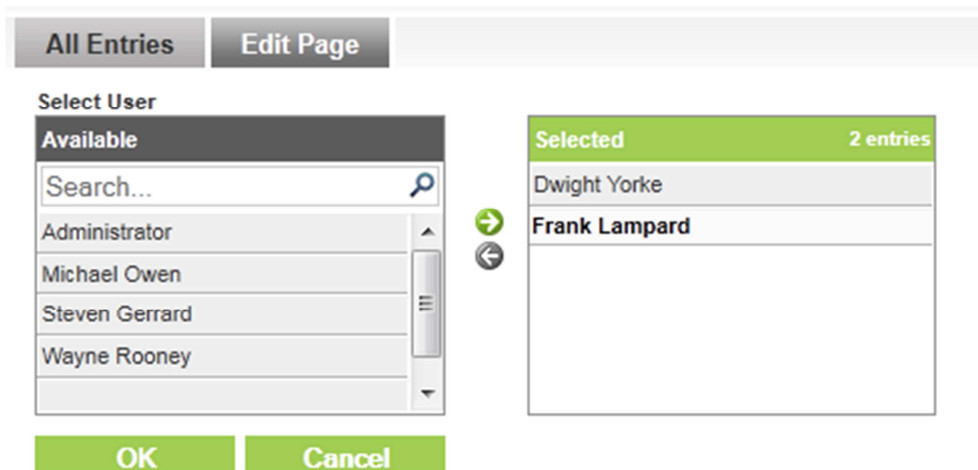 All Entries Edit Page
Select User
Available
Search...
Administrator
Michael Owen
Steven Gerrard
Wayne Rooney
Selected 2 entries
Dwight Yorke
Frank Lampard
OK Cancel